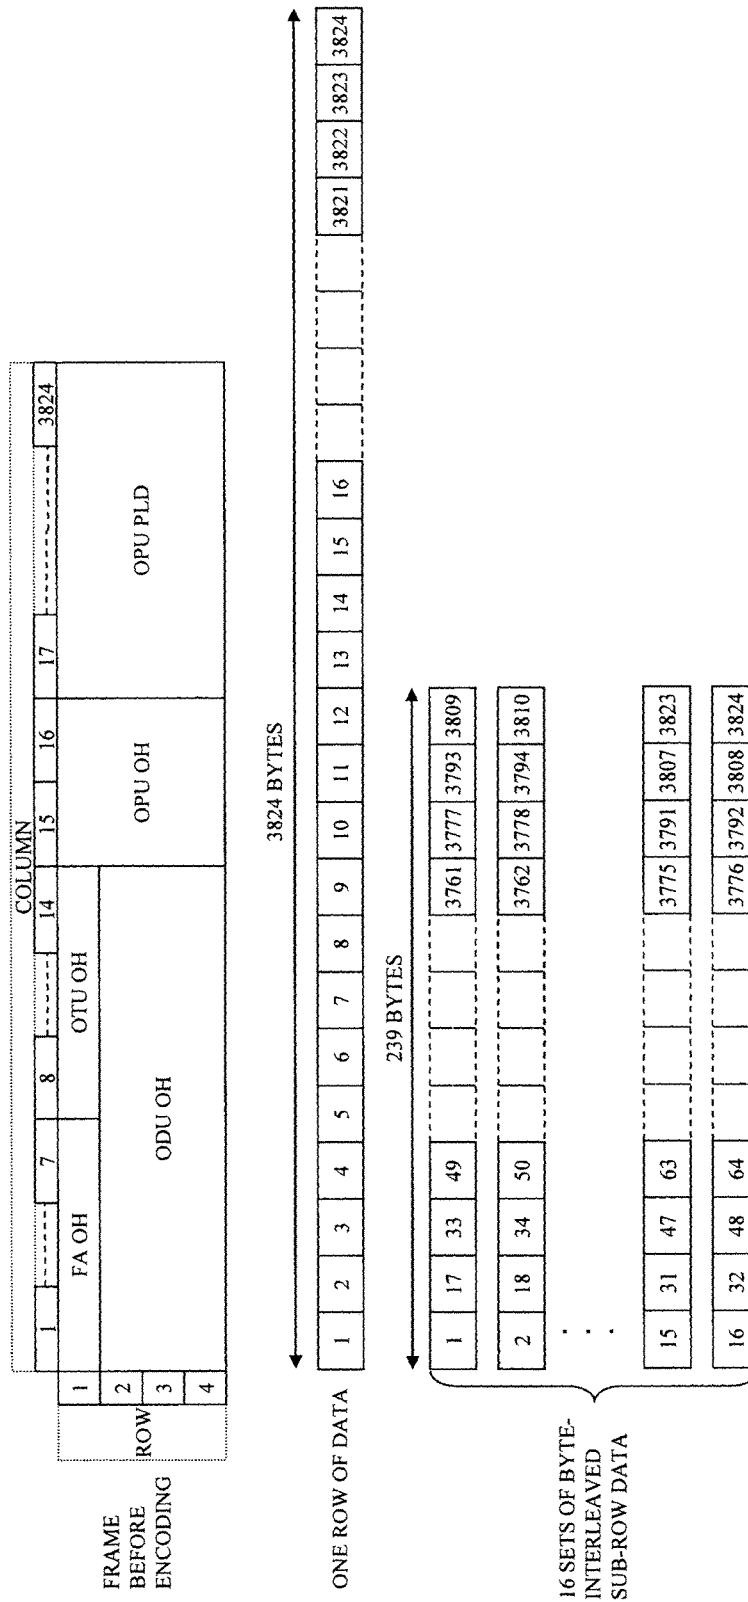 COLUMN
1 7 8 14 15 16 17 3824
FRAME
BEFORE
ENCODING
ROW
1
2
3
4
FA OH
OTU OH
ODU OH
OPU OH
OPU PLD
3824 BYTES
ONE ROW OF DATA
1 2 3 4 5 6 7 8 9 10 11 12 13 14 15 16 3821 3822 3823 3824
239 BYTES
16 SETS OF BYTE-
INTERLEAVED
SUB-ROW DATA
1 17 33 49 3761 3777 3793 3809
2 18 34 50 3762 3778 3794 3810
. . .
15 31 47 63 3775 3791 3807 3823
16 32 48 64 3776 3792 3808 3824